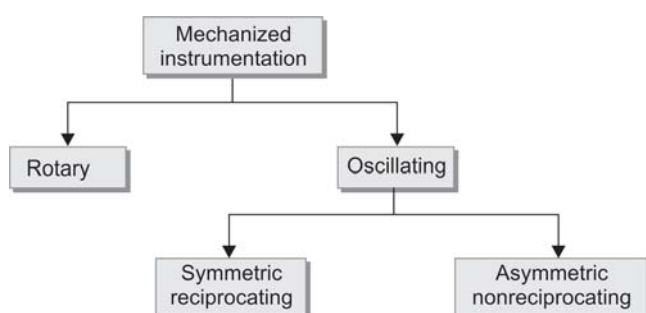 Mechanized
instrumentation
Rotary
Oscillating
Symmetric
reciprocating
Asymmetric
nonreciprocating